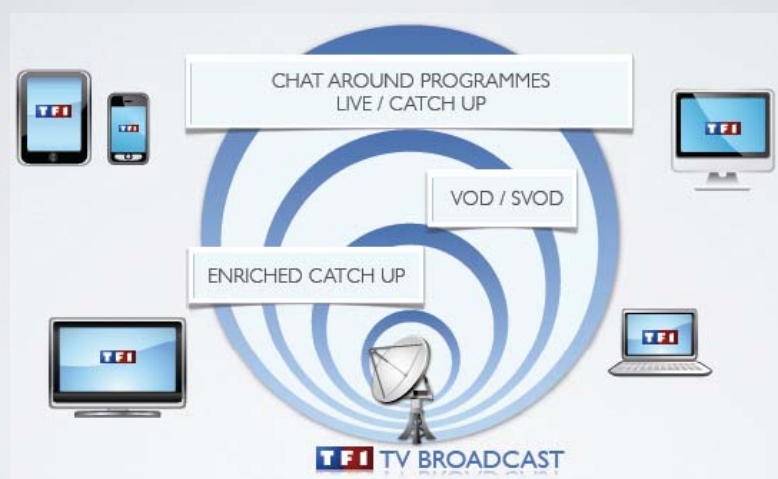 CHAT AROUND PROGRAMMES
LIVE / CATCH UP
TF1
TF1
TF1
VOD / SVOD
ENRICHED CATCH UP
TF1
TF1
TF1 TV BROADCAST